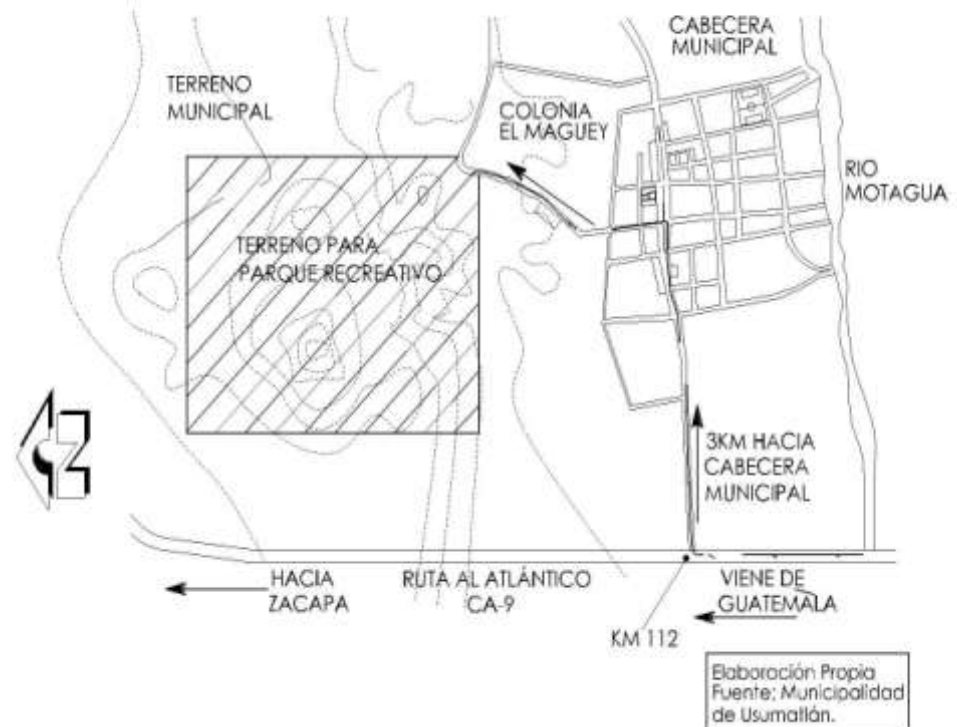 CABECERA
MUNICIPAL
TERRENO
MUNICIPAL
COLONIA
EL MAGUEY
RIO
MOTAGUA
TERRENO PARA
PARQUE RECREATIVO
N
3KM HACIA
CABECERA
MUNICIPAL
HACIA
ZACAPA
RUTA AL ATLÁNTICO
CA-9
VIENE DE
GUATEMALA
KM 112
Elaboración Propia
Fuente: Municipalidad
de Usumatlán.